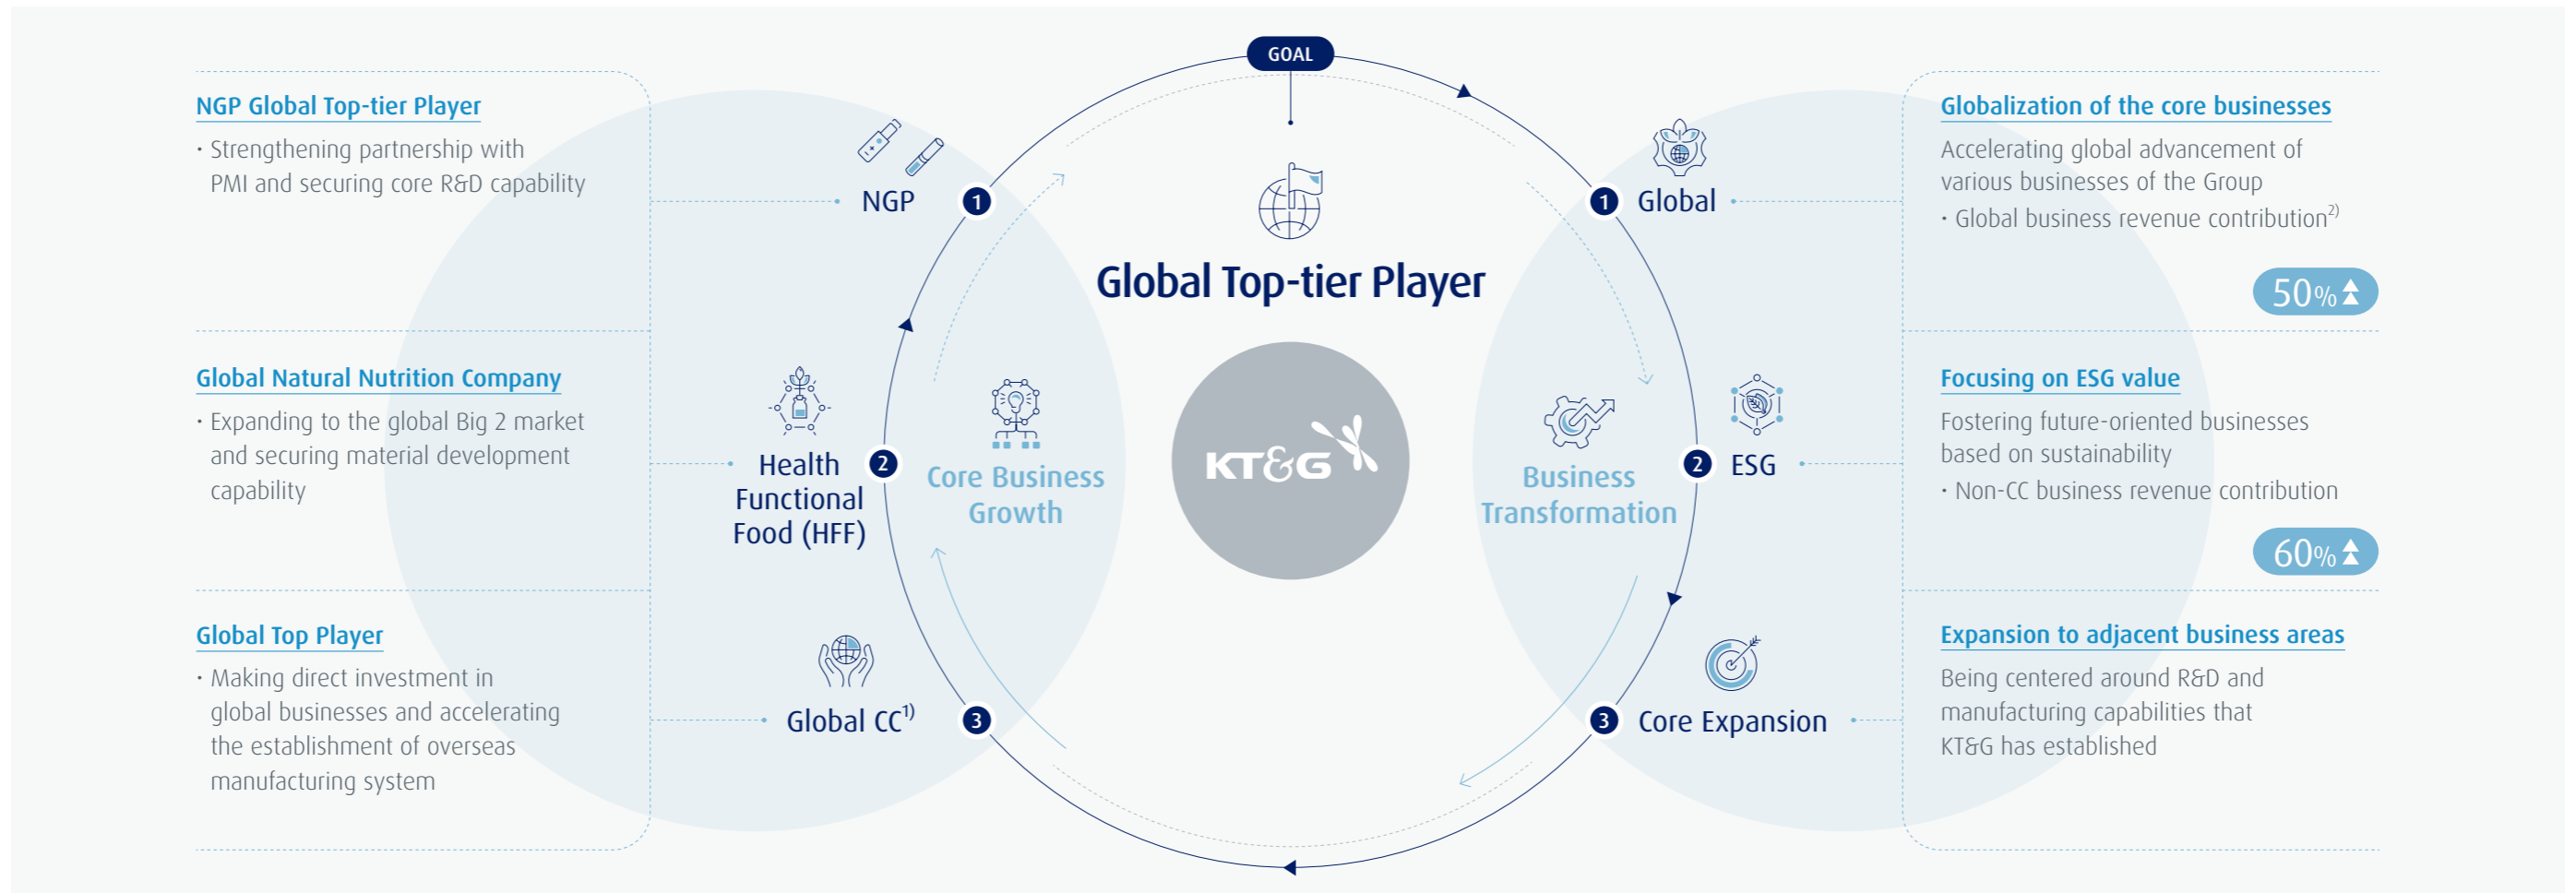 GOAL
Global Top-tier Player
KT&G
NGP Global Top-tier Player
· Strengthening partnership with
PMI and securing core R&D capability
1
NGP
Global Natural Nutrition Company
· Expanding to the global Big 2 market
and securing material development
capability
2
Health
Functional
Food (HFF)
Global Top Player
· Making direct investment in
global businesses and accelerating
the establishment of overseas
manufacturing system
3
Global CC1)
Core Business
Growth
Business
Transformation
1
Global
Globalization of the core businesses
Accelerating global advancement of
various businesses of the Group
· Global business revenue contribution2)
50%
2
ESG
Focusing on ESG value
Fostering future-oriented businesses
based on sustainability
· Non-CC business revenue contribution
60%
3
Core Expansion
Expansion to adjacent business areas
Being centered around R&D and
manufacturing capabilities that
KT&G has established